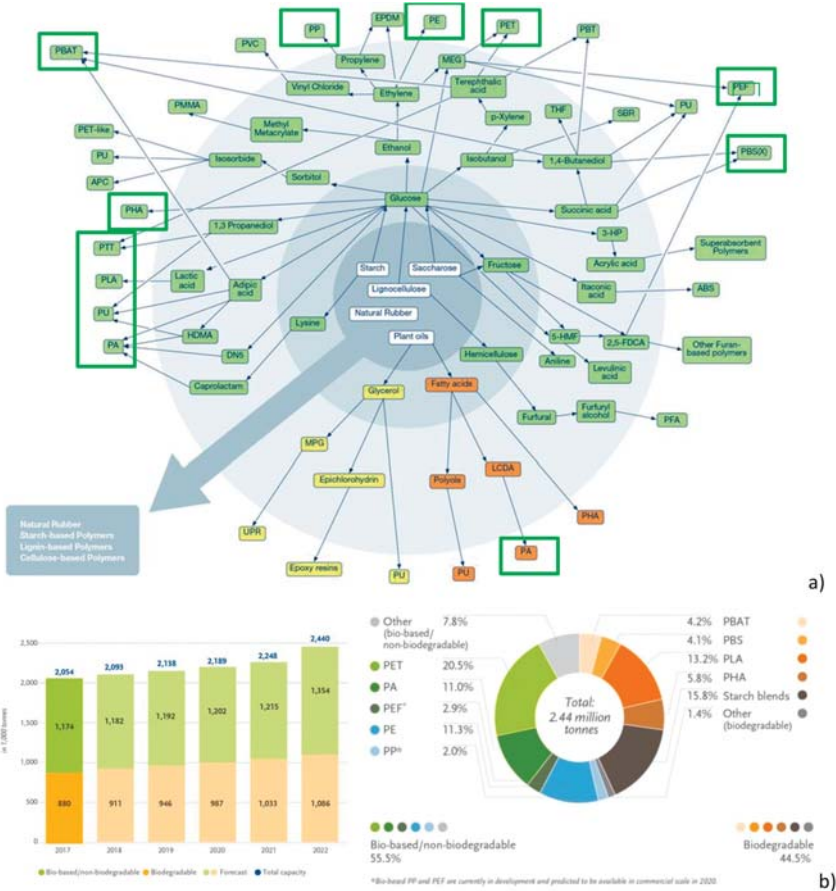 PP
EPDM
PE
PET
PBT
PVC
PBAT
Propylene
MEG
Vinyl Chloride
Ethylene
Terephthalic
acid
PEF
PMMA
p-Xylene
THF
SBR
PU
Methyl
Metacrylate
Ethanol
PET-like
PU
Isosorbide
Isobutanol
1,4-Butanediol
PBS(X)
APC
Sorbitol
Glucose
PHA
1,3 Propanediol
Succinic acid
3-HP
PTT
Superabsorbent
Polymers
Acrylic acid
Starch
Saccharose
Fructose
PLA
Lactic
acid
Adipic
acid
Lignocellulose
Itaconic
acid
ABS
PU
Natural Rubber
Lysine
HDMA
Plant oils
5-HMF
2,5-FDCA
PA
DN5
Hemicellulose
Aniline
Other Furan-
based polymers
Levulinic
acid
Caprolactam
Glycerol
Fatty acids
Furfural
Furfuryl
alcohol
PFA
MPG
LCDA
Epichlorohydrin
Polyols
PHA
UPR
PA
Epoxy resins
PU
PU
Natural Rubber
Starch-based Polymers
Lignin-based Polymers
Cellulose-based Polymers
a)
in 1,000 tonnes
2,500
2,000
1,500
1,000
500
0
2,054
2,093
2,138
2,189
2,248
2,440
1,174
1,182
1,192
1,202
1,215
1,354
880
911
946
987
1,033
1,086
2017
2018
2019
2020
2021
2022
Bio-based/non-biodegradable
Biodegradable
Forecast
Total capacity
Other 7.8%
(bio-based/
non-biodegradable)
PET 20.5%
PA 11.0%
PEF* 2.9%
PE 11.3%
PP* 2.0%
Total:
2.44 million
tonnes
4.2% PBAT
4.1% PBS
13.2% PLA
5.8% PHA
15.8% Starch blends
1.4% Other
(biodegradable)
Bio-based/non-biodegradable
55.5%
Biodegradable
44.5%
*Bio-based PP and PEF are currently in development and predicted to be available in commercial scale in 2020.
b)